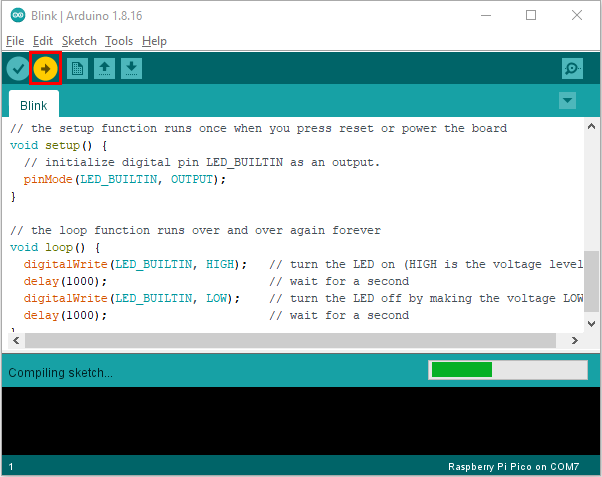 Blink | Arduino 1.8.16
File Edit Sketch Tools Help
Blink
// the setup function runs once when you press reset or power the board
void setup() {
  // initialize digital pin LED_BUILTIN as an output.
  pinMode(LED_BUILTIN, OUTPUT);
}
// the loop function runs over and over again forever
void loop() {
  digitalWrite(LED_BUILTIN, HIGH);   // turn the LED on (HIGH is the voltage level
  delay(1000);                       // wait for a second
  digitalWrite(LED_BUILTIN, LOW);    // turn the LED off by making the voltage LOW
  delay(1000);                       // wait for a second
}
Compiling sketch...
1 Raspberry Pi Pico on COM7